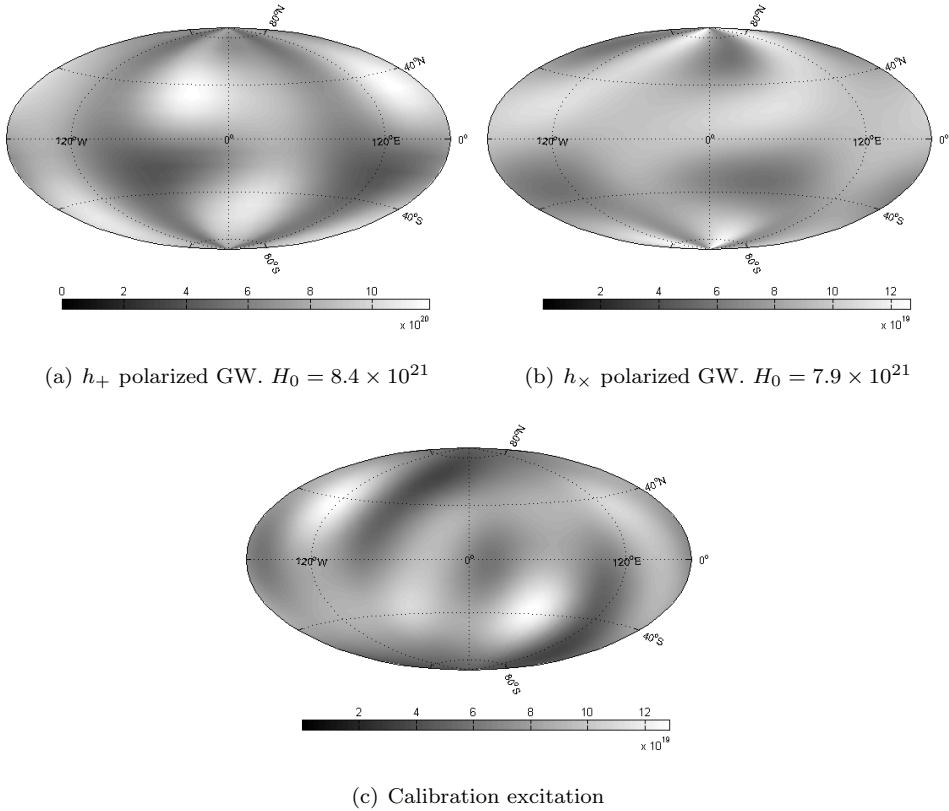 80°N 80°N
40°N 40°N
120°W 0° 120°E 0° 120°W 0° 120°E 0°
40°S 40°S
80°S 80°S
0 2 4 6 8 10 2 4 6 8 10 12
x 10^20 x 10^19
(a) h₊ polarized GW. H₀ = 8.4 × 10^21 (b) h× polarized GW. H₀ = 7.9 × 10^21
80°N
40°N
120°W 0° 120°E 0°
40°S
80°S
2 4 6 8 10 12
x 10^19
(c) Calibration excitation